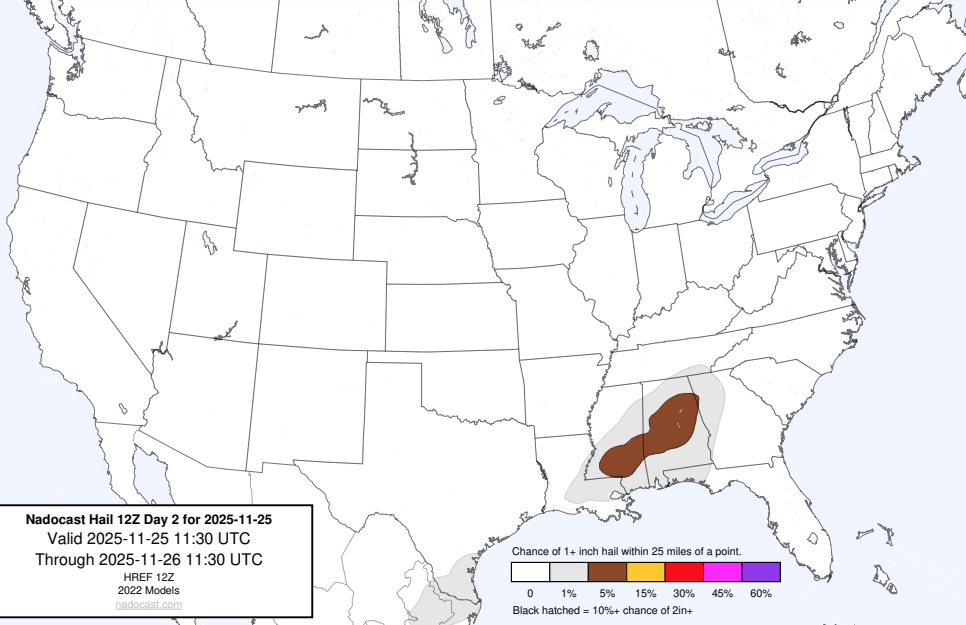 Nadocast Hail 12Z Day 2 for 2025-11-25
Valid 2025-11-25 11:30 UTC
Through 2025-11-26 11:30 UTC
HREF 12Z
2022 Models
nadocast.com
Chance of 1+ inch hail within 25 miles of a point.
0 1% 5% 15% 30% 45% 60%
Black hatched = 10%+ chance of 2in+